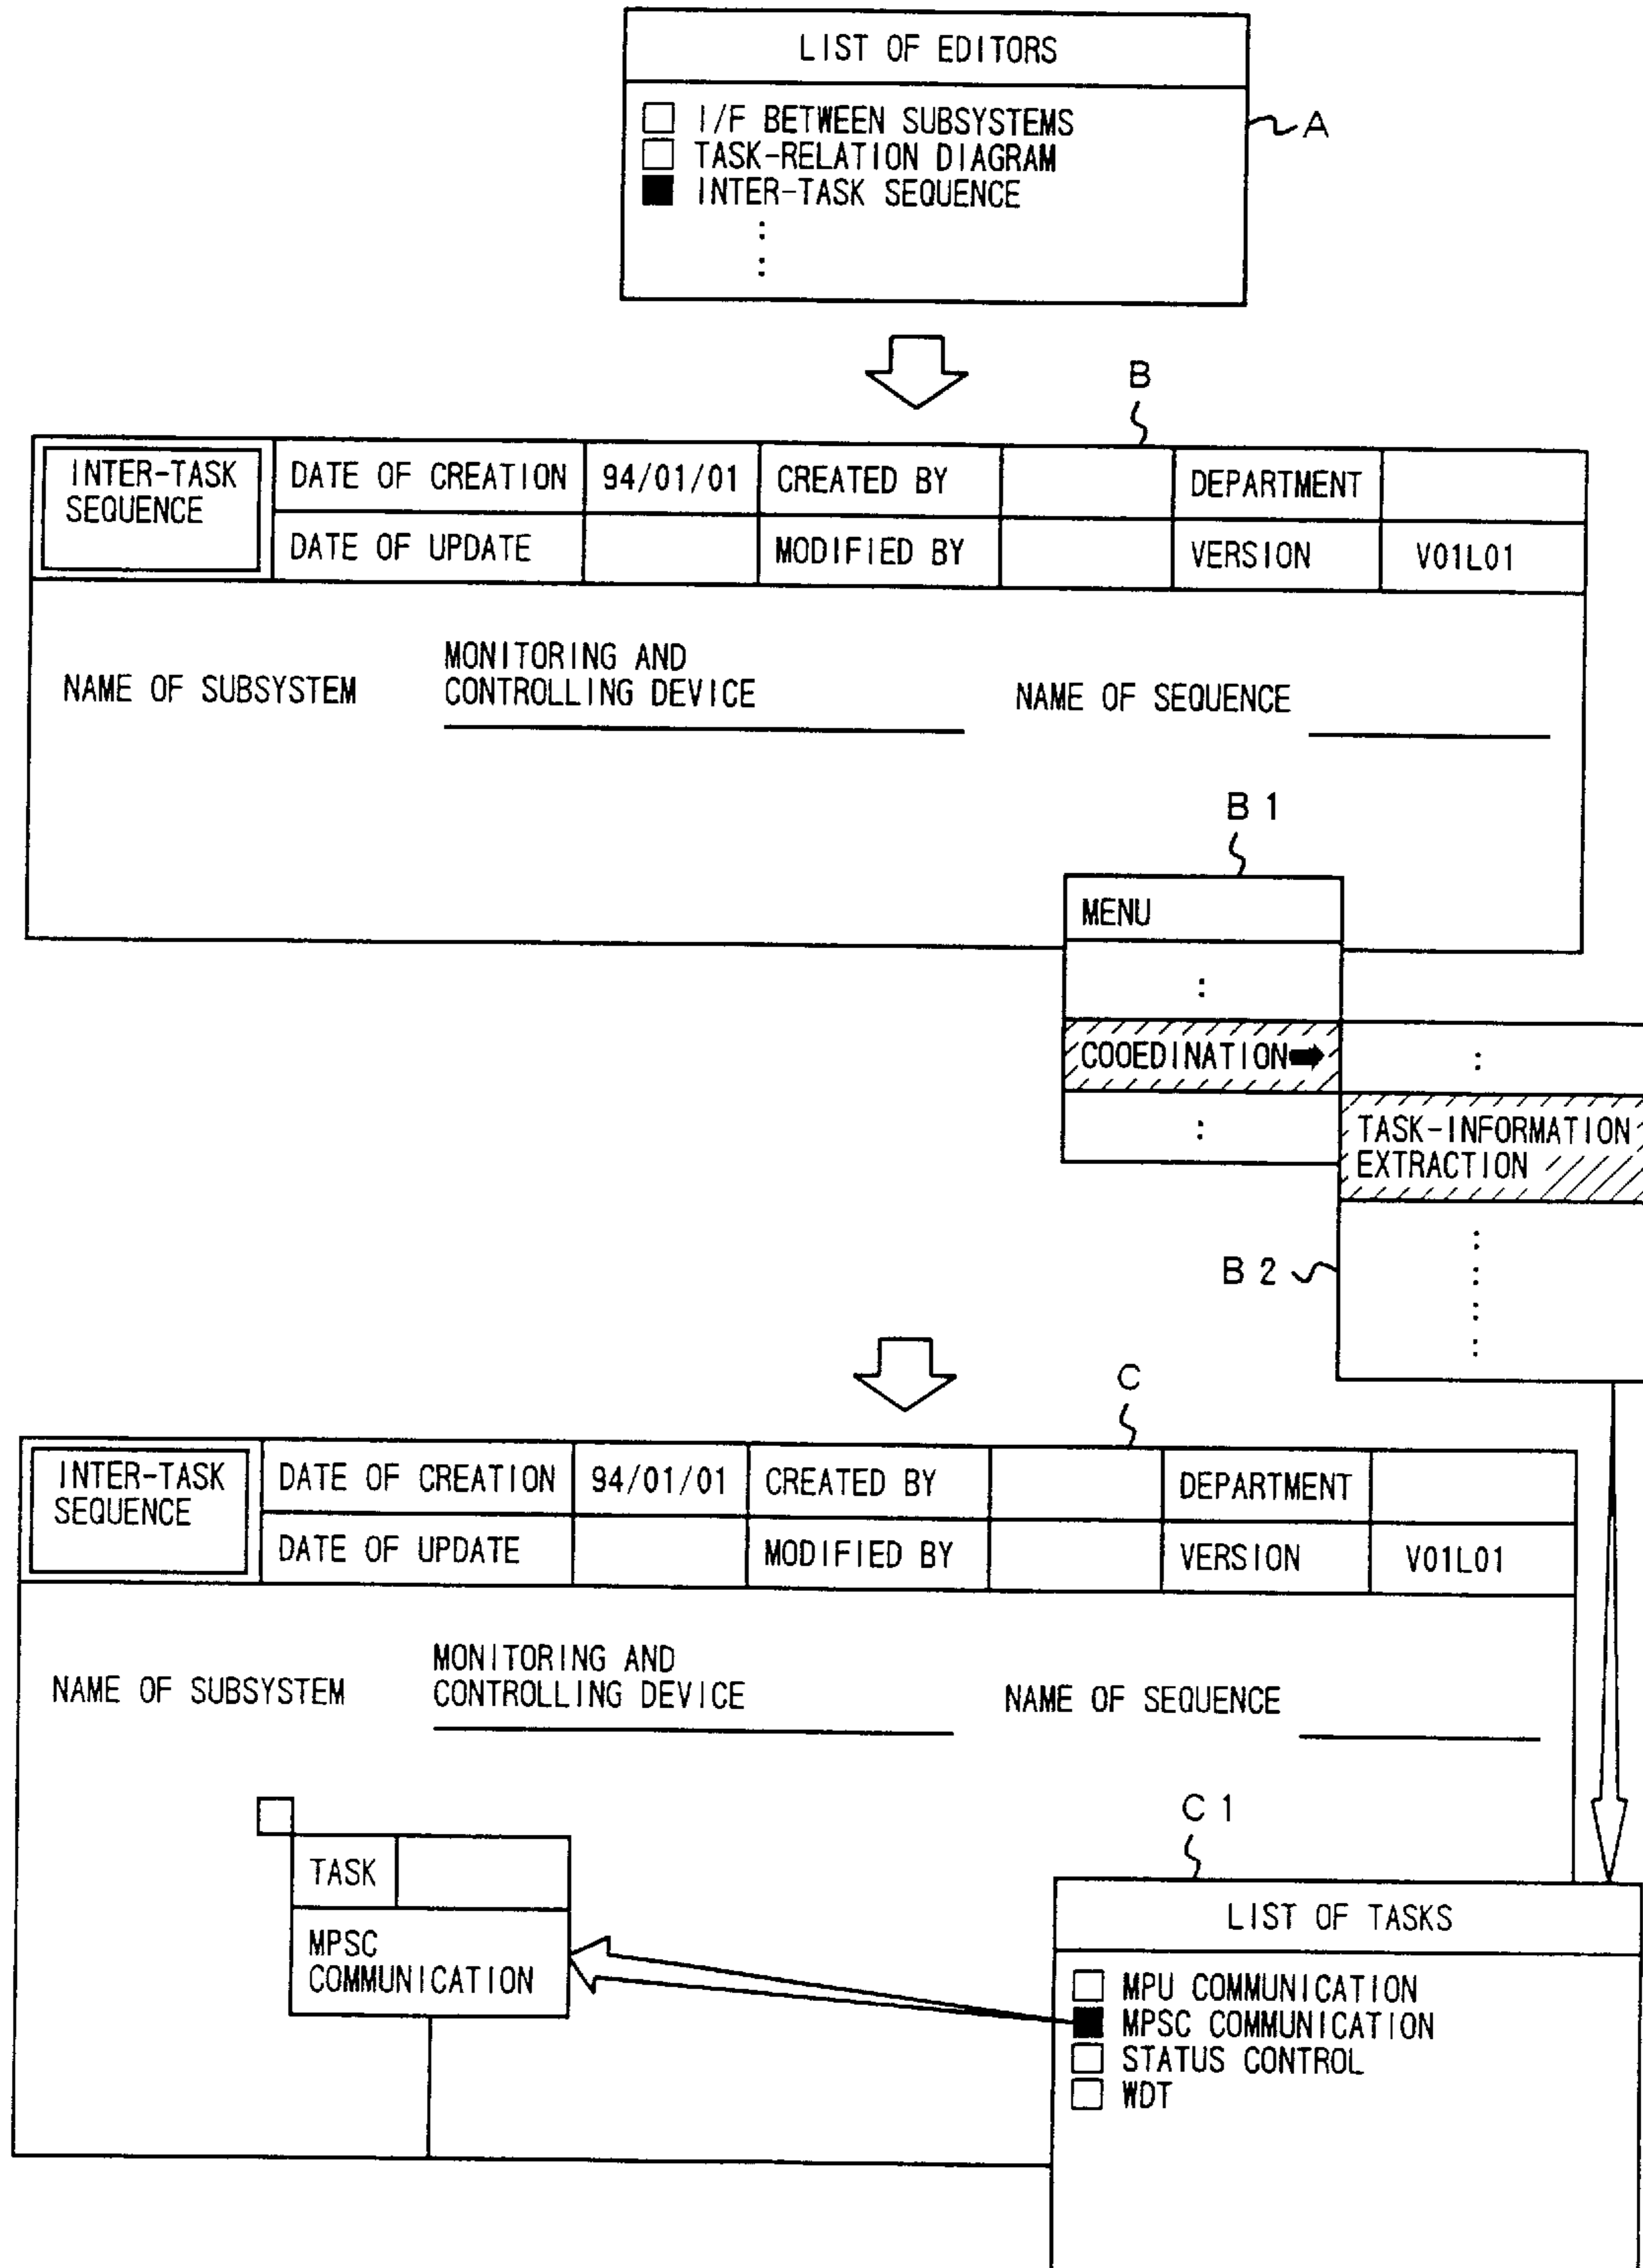 LIST OF EDITORS
I/F BETWEEN SUBSYSTEMS
A
TASK-RELATION DIAGRAM
INTER-TASK SEQUENCE
B
INTER-TASK
SEQUENCE
DATE OF CREATION
94/01/01
CREATED BY
DEPARTMENT
DATE OF UPDATE
MODIFIED BY
VERSION
V01L01
NAME OF SUBSYSTEM
MONITORING AND
CONTROLLING DEVICE
NAME OF SEQUENCE
B 1
MENU
:
COOEDINATION
:
:
TASK-INFORMATION
EXTRACTION
B 2
C
INTER-TASK
SEQUENCE
DATE OF CREATION
94/01/01
CREATED BY
DEPARTMENT
DATE OF UPDATE
MODIFIED BY
VERSION
V01L01
NAME OF SUBSYSTEM
MONITORING AND
CONTROLLING DEVICE
NAME OF SEQUENCE
TASK
MPSC
COMMUNICATION
C 1
LIST OF TASKS
MPU COMMUNICATION
MPSC COMMUNICATION
STATUS CONTROL
WDT